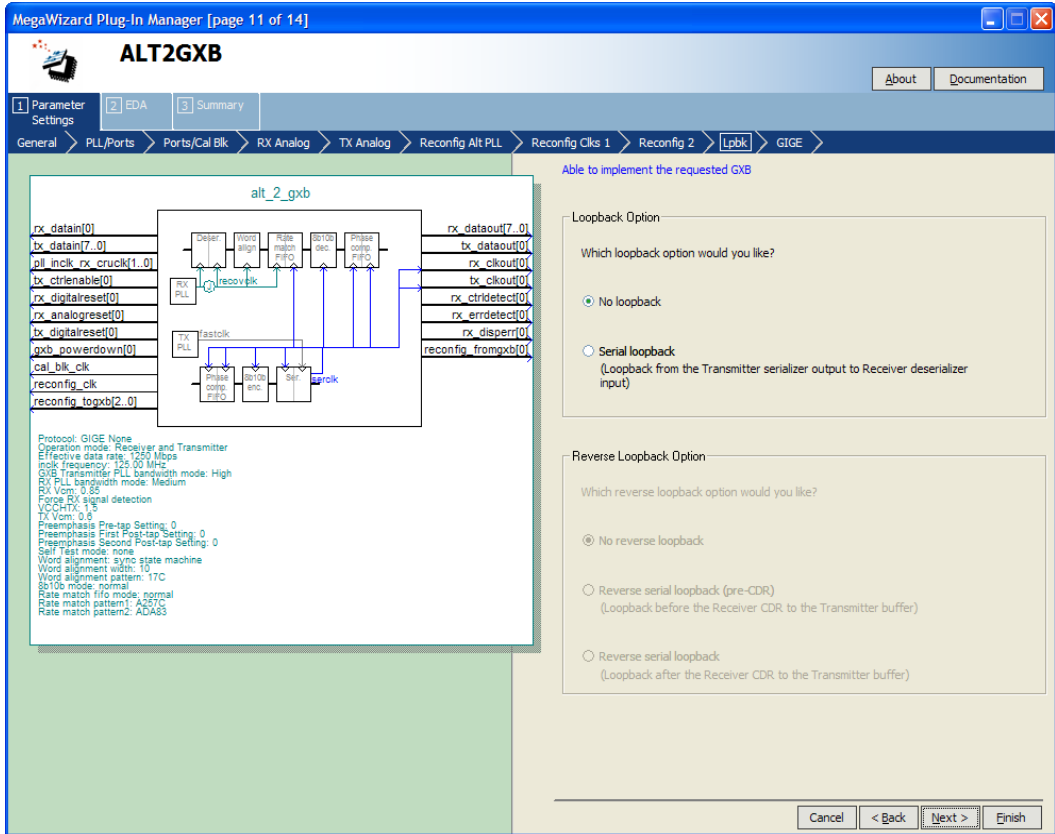 MegaWizard Plug-In Manager [page 11 of 14]
ALT2GXB
About
Documentation
1 Parameter Settings
2 EDA
3 Summary
General
PLL/Ports
Ports/Cal Blk
RX Analog
TX Analog
Reconfig Alt PLL
Reconfig Clks 1
Reconfig 2
Lpbk
GIGE
alt_2_gxb
rx_datain[0]
tx_datain[7..0]
pll_inclk_rx_cruclk[1..0]
tx_ctrlenable[0]
rx_digitalreset[0]
rx_analogreset[0]
tx_digitalreset[0]
gxb_powerdown[0]
cal_blk_clk
reconfig_clk
reconfig_togxb[2..0]
Deser.
Word align
Rate match FIFO
8b10b dec.
Phase comp. FIFO
RX PLL
recovclk
TX PLL
fastclk
Phase comp. FIFO
8b10b enc.
Ser.
serclk
rx_dataout[7..0]
tx_dataout[0]
rx_clkout[0]
tx_clkout[0]
rx_ctrldetect[0]
rx_errdetect[0]
rx_disperr[0]
reconfig_fromgxb[0]
Protocol: GIGE None
Operation mode: Receiver and Transmitter
Effective data rate: 1250 Mbps
inclk frequency: 125.00 MHz
GXB Transmitter PLL bandwidth mode: High
RX PLL bandwidth mode: Medium
RX Vcm: 0.85
Force RX signal detection
VCCHTX: 1.5
TX Vcm: 0.6
Preemphasis Pre-tap Setting: 0
Preemphasis First Post-tap Setting: 0
Preemphasis Second Post-tap Setting: 0
Self Test mode: none
Word alignment: sync state machine
Word alignment width: 10
Word alignment pattern: 17C
8b10b mode: normal
Rate match fifo mode: normal
Rate match pattern1: A257C
Rate match pattern2: ADA83
Able to implement the requested GXB
Loopback Option
Which loopback option would you like?
No loopback
Serial loopback
(Loopback from the Transmitter serializer output to Receiver deserializer
input)
Reverse Loopback Option
Which reverse loopback option would you like?
No reverse loopback
Reverse serial loopback (pre-CDR)
(Loopback before the Receiver CDR to the Transmitter buffer)
Reverse serial loopback
(Loopback after the Receiver CDR to the Transmitter buffer)
Cancel
< Back
Next >
Finish